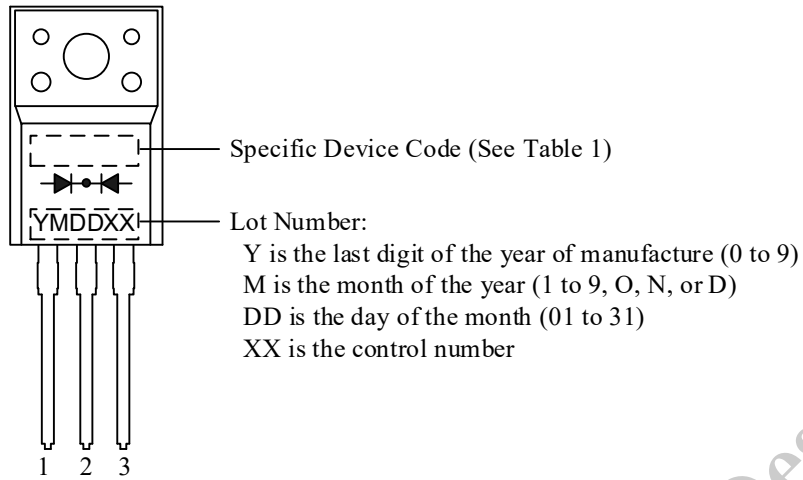 Specific Device Code (See Table 1)
YMDDXX
Lot Number:
Y is the last digit of the year of manufacture (0 to 9)
M is the month of the year (1 to 9, O, N, or D)
DD is the day of the month (01 to 31)
XX is the control number
1 2 3